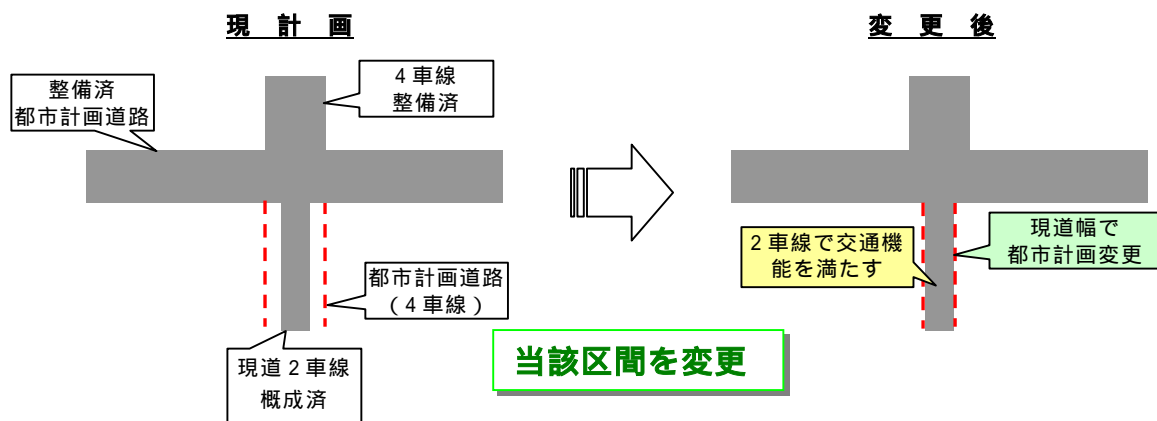 現 計 画
整備済
都市計画道路
4車線
整備済
都市計画道路
(4車線)
現道2車線
概成済
変 更 後
2車線で交通機
能を満たす
現道幅で
都市計画変更
当該区間を変更